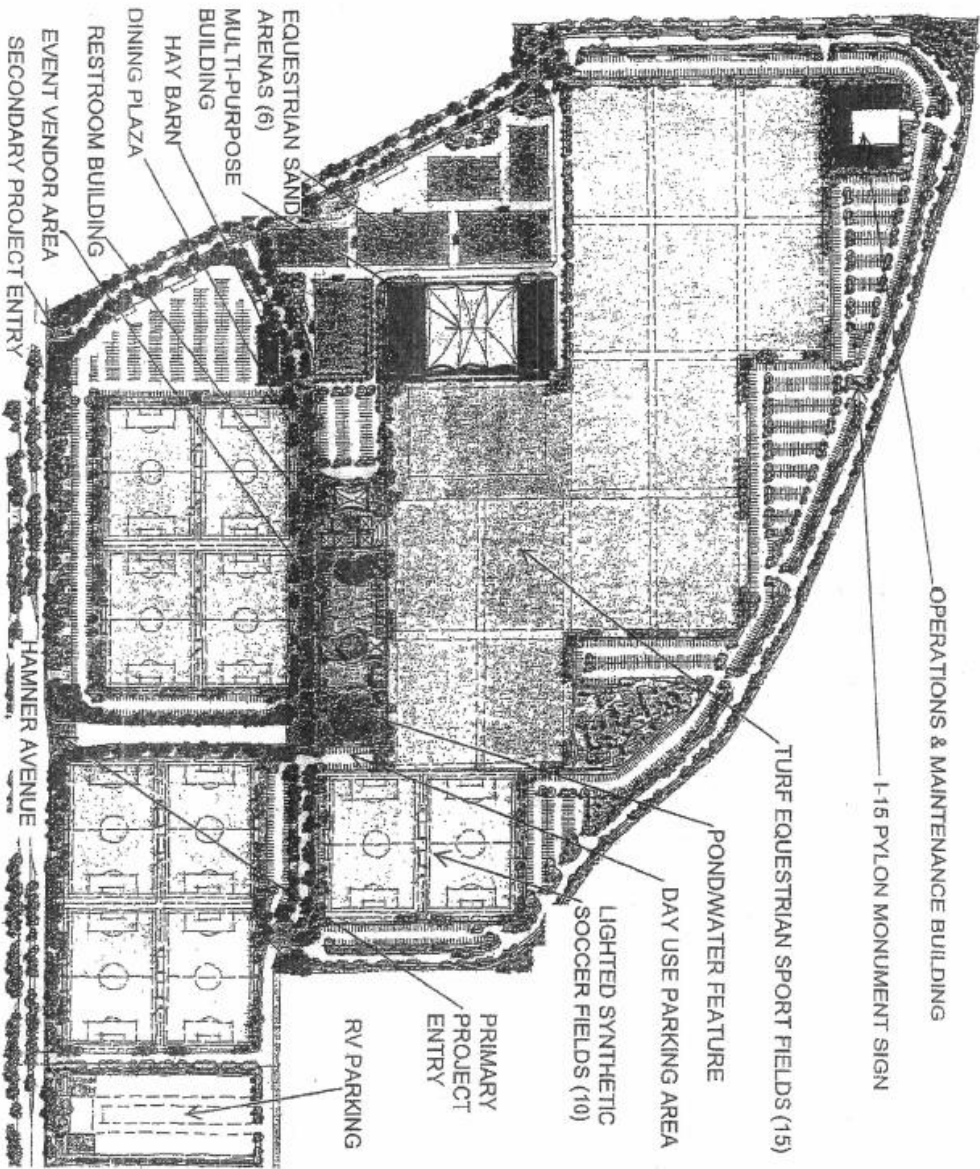 OPERATIONS & MAINTENANCE BUILDING
I-15 PYLON MONUMENT SIGN
TURF EQUESTRIAN SPORT FIELDS (15)
POND/WATER FEATURE
DAY USE PARKING AREA
LIGHTED SYNTHETIC
SOCCER FIELDS (10)
PRIMARY
PROJECT
ENTRY
RV PARKING
EQUESTRIAN SAND
ARENAS (6)
MULTI-PURPOSE
BUILDING
HAY BARN
DINING PLAZA
RESTROOM BUILDING
EVENT VENDOR AREA
SECONDARY PROJECT ENTRY
HAMNER AVENUE